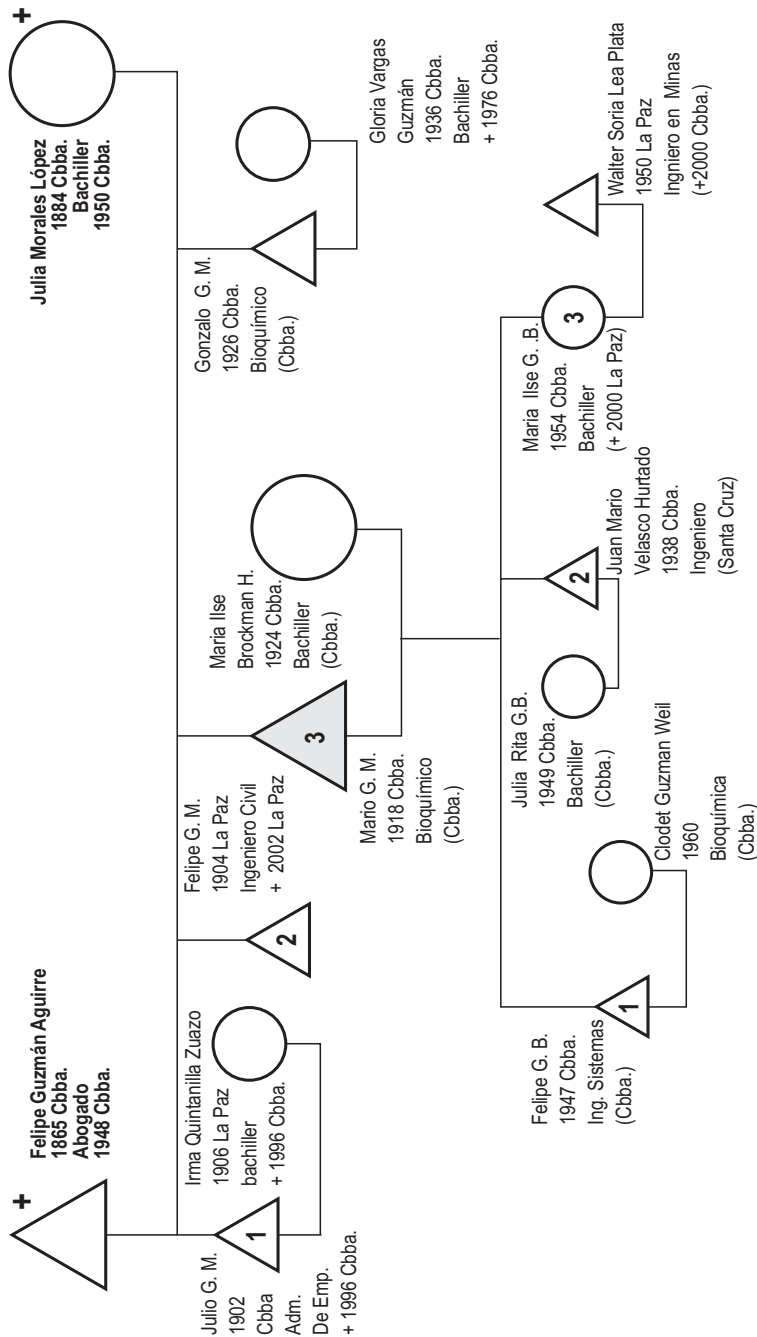 Felipe Guzmán Aguirre
1865 Cbba.
Abogado
1948 Cbba.
+
Julia Morales López
1884 Cbba.
Bachiller
1950 Cbba.
+
Julio G. M.
1902
Cbba
Adm.
De Emp.
+ 1996 Cbba.
1
Irma Quintanilla Zuazo
1906 La Paz
bachiller
+ 1996 Cbba.
Felipe G. M.
1904 La Paz
Ingeniero Civil
+ 2002 La Paz
2
Mario G. M.
1918 Cbba.
Bioquímico
(Cbba.)
3
Maria Ilse
Brockman H.
1924 Cbba.
Bachiller
(Cbba.)
Gonzalo G. M.
1926 Cbba.
Bioquímico
(Cbba.)
Gloria Vargas
Guzmán
1936 Cbba.
Bachiller
+ 1976 Cbba.
Felipe G. B.
1947 Cbba.
Ing. Sistemas
(Cbba.)
1
Clodet Guzman Weil
1960
Bioquímica
(Cbba.)
Julia Rita G.B.
1949 Cbba.
Bachiller
(Cbba.)
2
Juan Mario
Velasco Hurtado
1938 Cbba.
Ingeniero
(Santa Cruz)
Maria Ilse G. .B.
1954 Cbba.
Bachiller
(+ 2000 La Paz)
3
Walter Soria Lea Plata
1950 La Paz
Ingniero en Minas
(+2000 Cbba.)